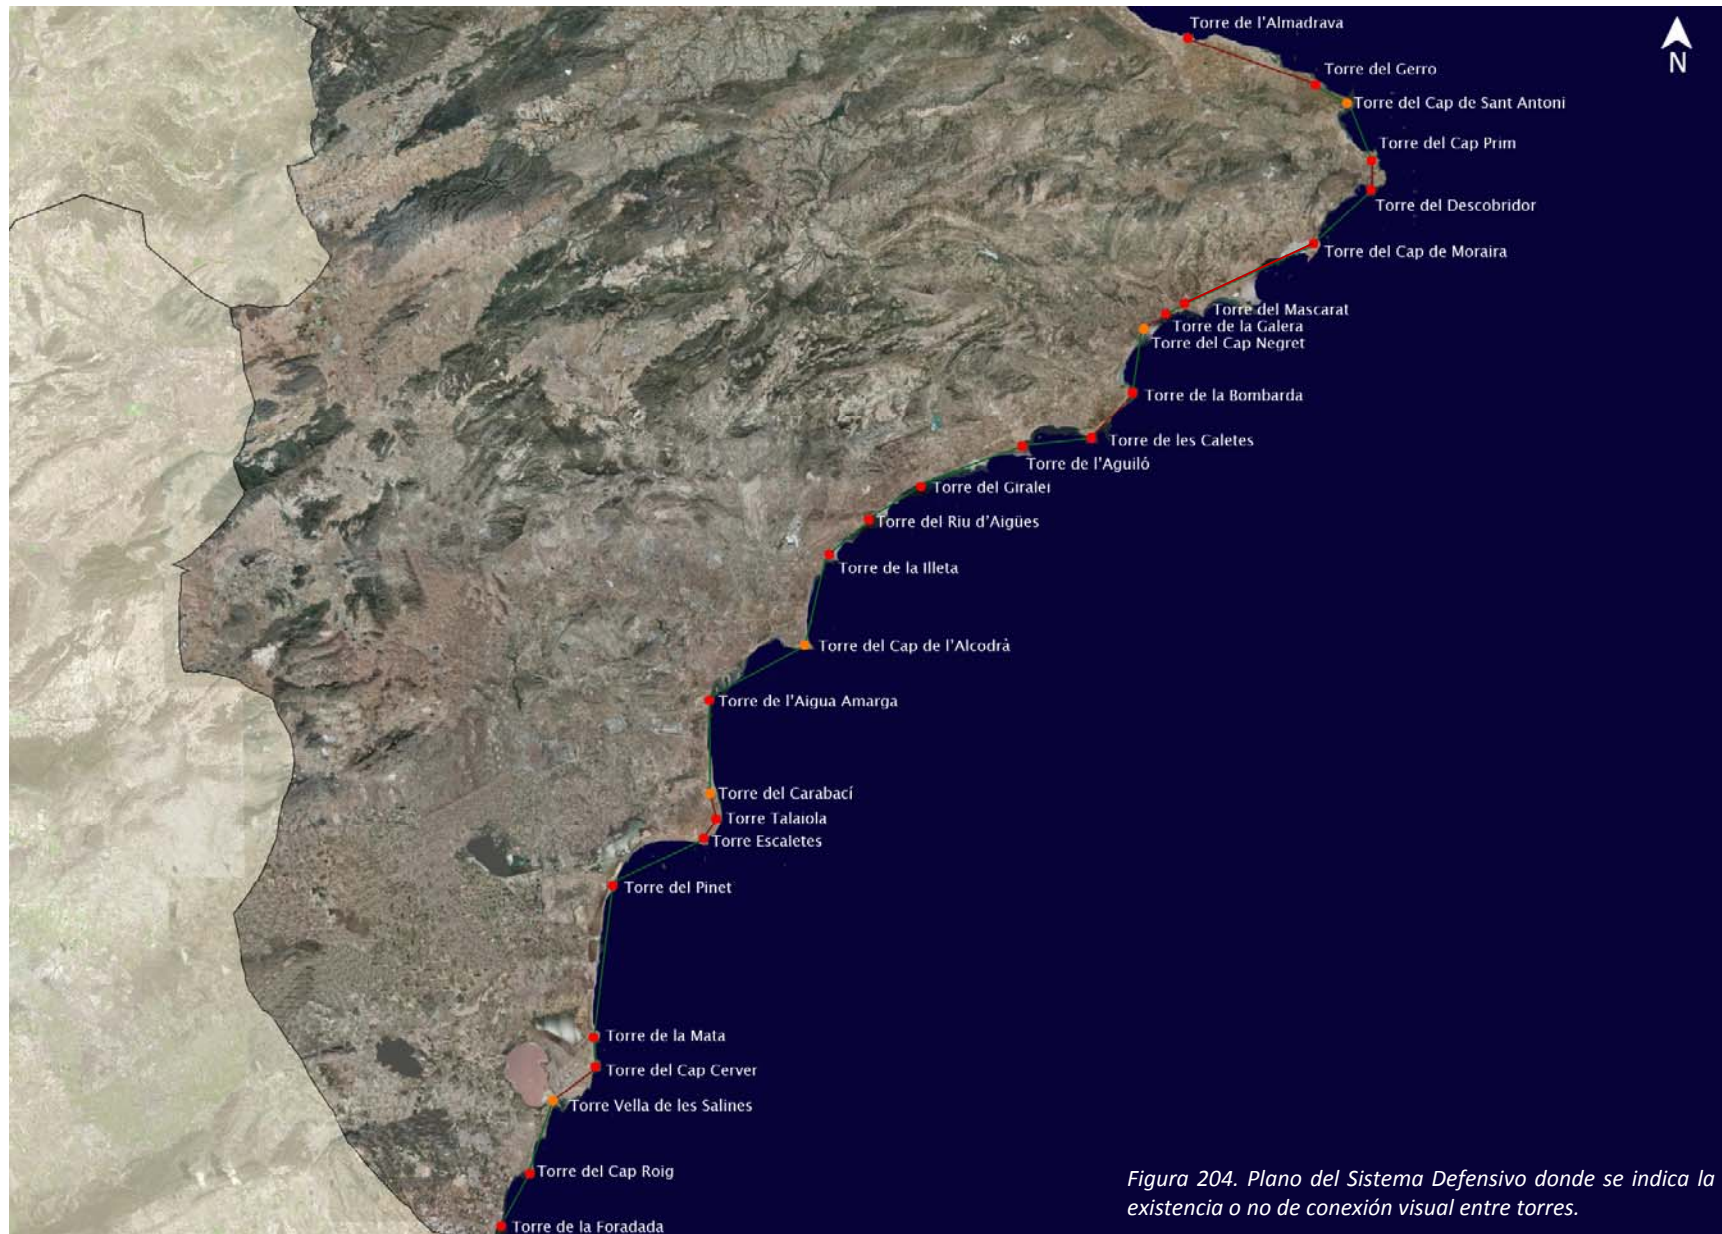 Torre de l'Almadrava
N
Torre del Gerro
Torre del Cap de Sant Antoni
Torre del Cap Prim
Torre del Descobridor
Torre del Cap de Moraira
Torre del Mascarat
Torre de la Galera
Torre del Cap Negret
Torre de la Bombarda
Torre de les Caletes
Torre de l'Aguiló
Torre del Giralei
Torre del Riu d'Aigües
Torre de la Illeta
Torre del Cap de l'Alcodrà
Torre de l'Aigua Amarga
Torre del Carabací
Torre Talaiola
Torre Escaletes
Torre del Pinet
Torre de la Mata
Torre del Cap Cerver
Torre Vella de les Salines
Torre del Cap Roig
Torre de la Foradada
Figura 204. Plano del Sistema Defensivo donde se indica la
existencia o no de conexión visual entre torres.